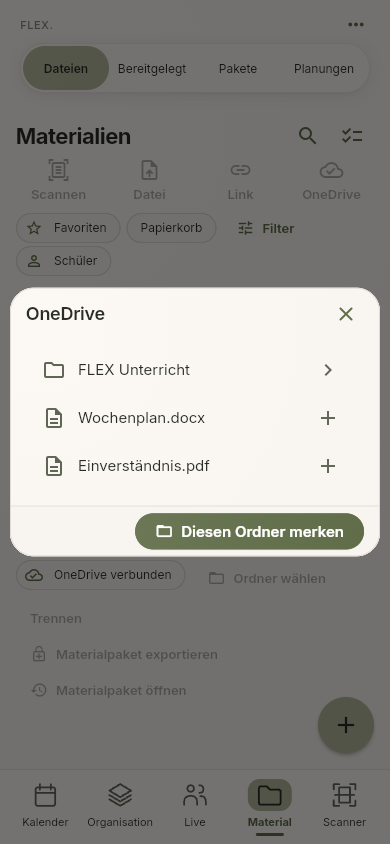 FLEX.
Dateien Bereitgelegt Pakete Planungen
Materialien
Scannen Datei Link OneDrive
Favoriten Papierkorb Filter
Schüler
OneDrive
FLEX Unterricht
Wochenplan.docx
Einverständnis.pdf
Diesen Ordner merken
OneDrive verbunden Ordner wählen
Trennen
Materialpaket exportieren
Materialpaket öffnen
Kalender Organisation Live Material Scanner